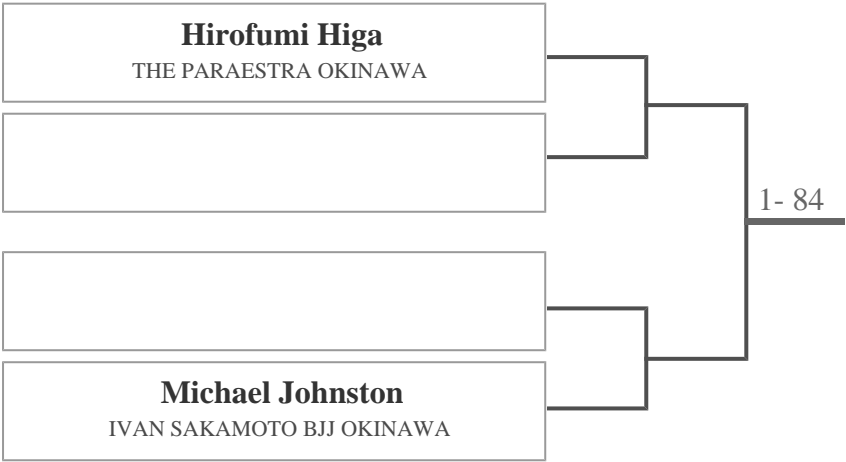 Hirofumi Higa
THE PARAESTRA OKINAWA
1- 84
Michael Johnston
IVAN SAKAMOTO BJJ OKINAWA